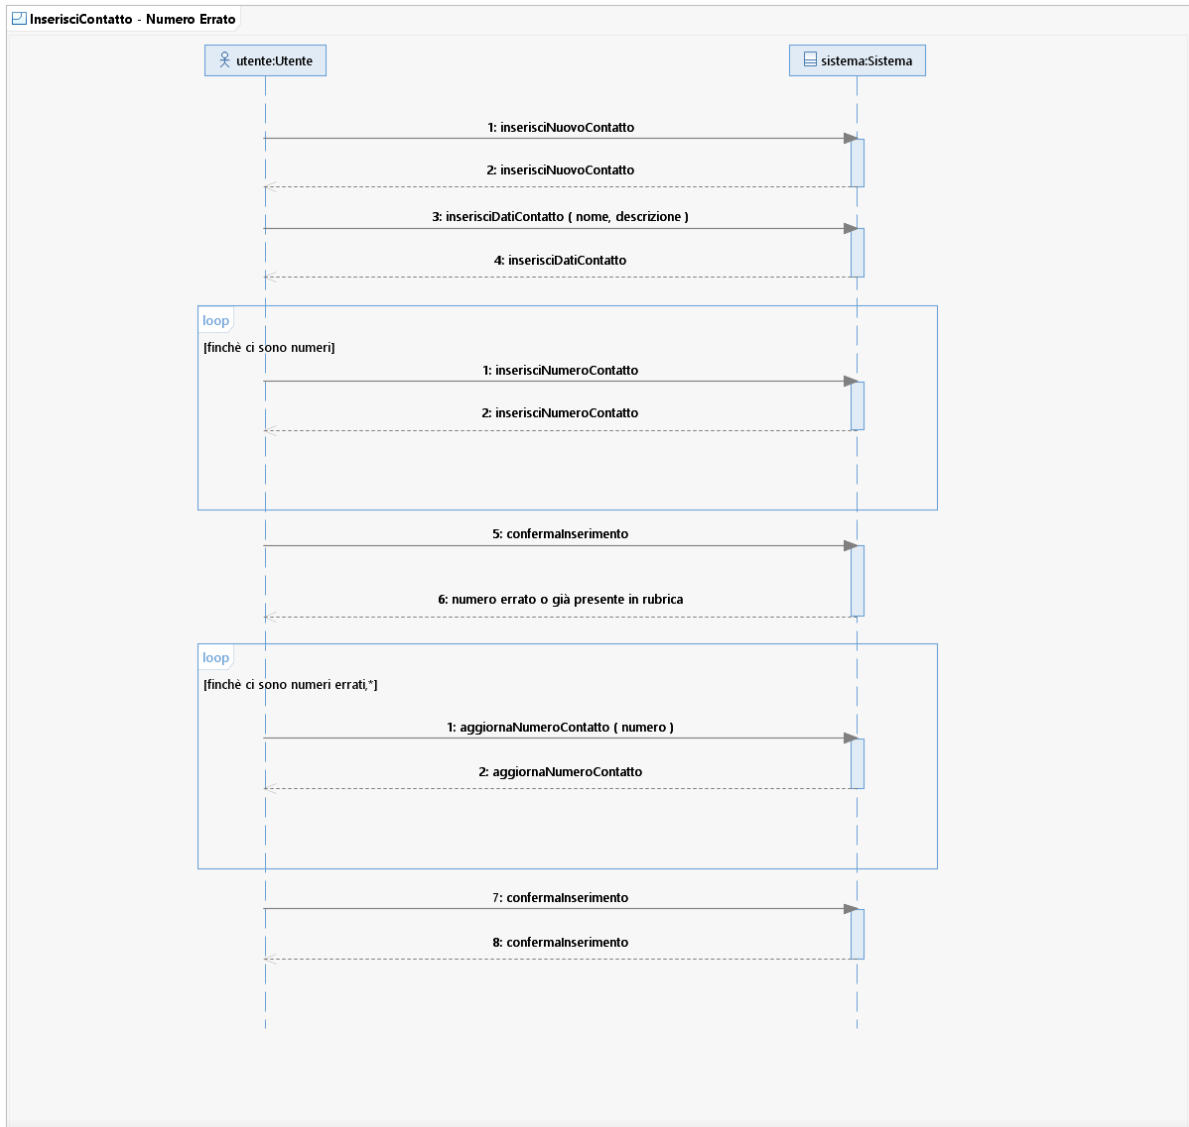 InserisciContatto - Numero Errato
utente:Utente
sistema:Sistema
1: inserisciNuovoContatto
2: inserisciNuovoContatto
3: inserisciDatiContatto ( nome, descrizione )
4: inserisciDatiContatto
loop
[finchè ci sono numeri]
1: inserisciNumeroContatto
2: inserisciNumeroContatto
5: confermaInserimento
6: numero errato o già presente in rubrica
loop
[finchè ci sono numeri errati,*]
1: aggiornaNumeroContatto ( numero )
2: aggiornaNumeroContatto
7: confermaInserimento
8: confermaInserimento